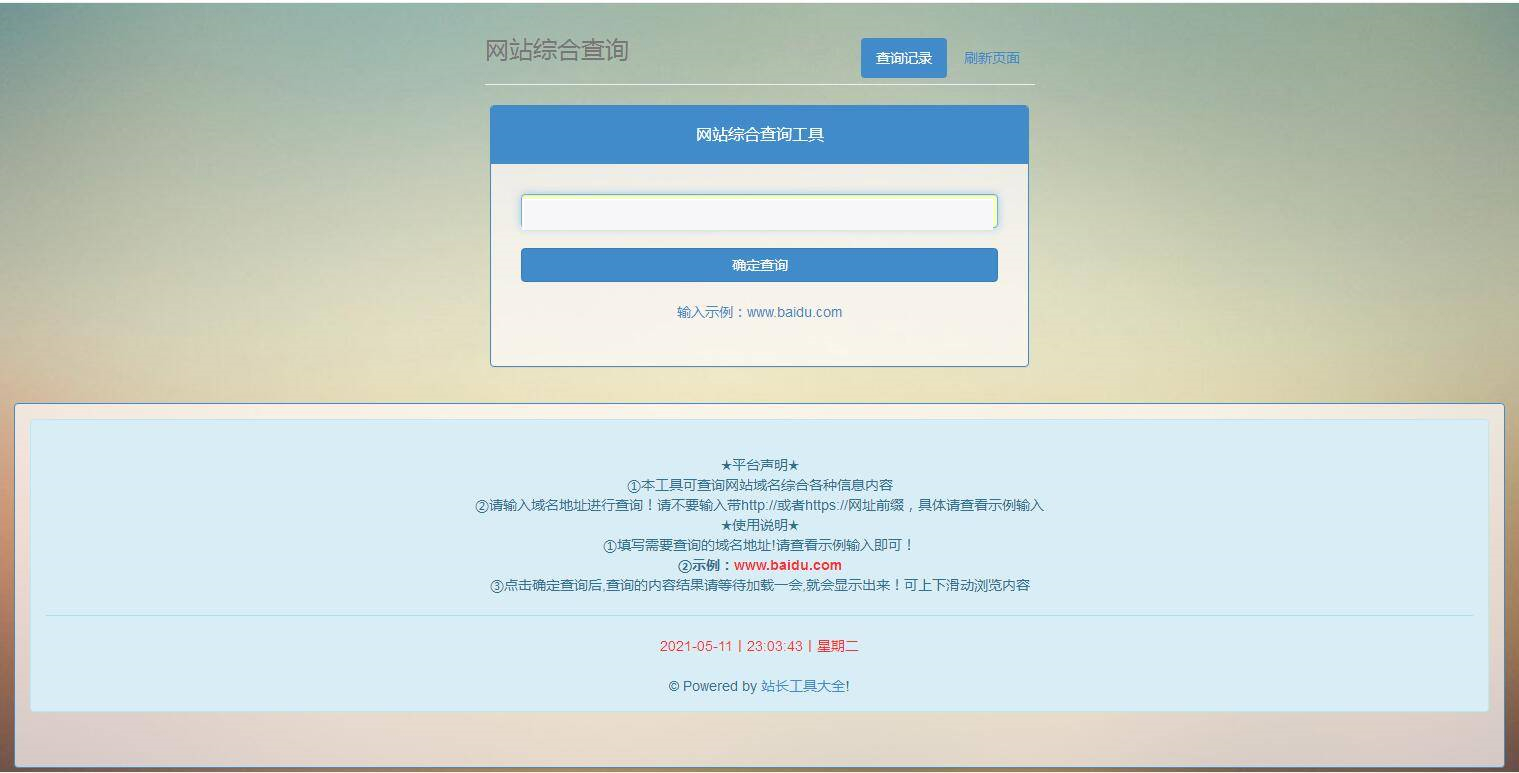 网站综合查询
查询记录
刷新页面
网站综合查询工具
确定查询
输入示例：www.baidu.com
★平台声明★
①本工具可查询网站域名综合各种信息内容
②请输入域名地址进行查询！请不要输入带http://或者https://网址前缀，具体请查看示例输入
★使用说明★
①填写需要查询的域名地址!请查看示例输入即可！
②示例：www.baidu.com
③点击确定查询后,查询的内容结果请等待加载一会,就会显示出来！可上下滑动浏览内容
2021-05-11丨23:03:43丨星期二
© Powered by 站长工具大全!